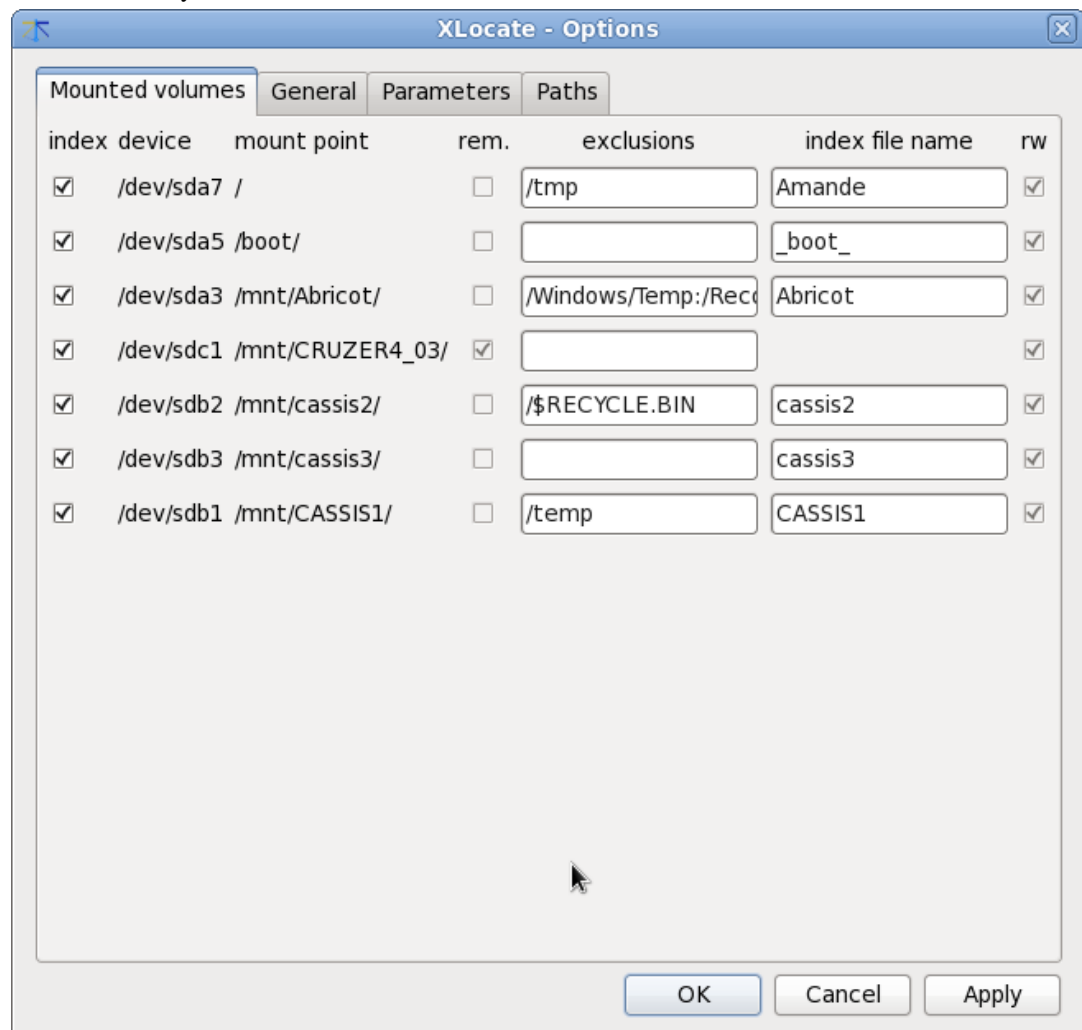 XLocate - Options
Mounted volumes General Parameters Paths
index device mount point rem. exclusions index file name rw
/dev/sda7 / /tmp Amande
/dev/sda5 /boot/ _boot_
/dev/sda3 /mnt/Abricot/ /Windows/Temp:/Rec Abricot
/dev/sdc1 /mnt/CRUZER4_03/
/dev/sdb2 /mnt/cassis2/ /$RECYCLE.BIN cassis2
/dev/sdb3 /mnt/cassis3/ cassis3
/dev/sdb1 /mnt/CASSIS1/ /temp CASSIS1
OK Cancel Apply